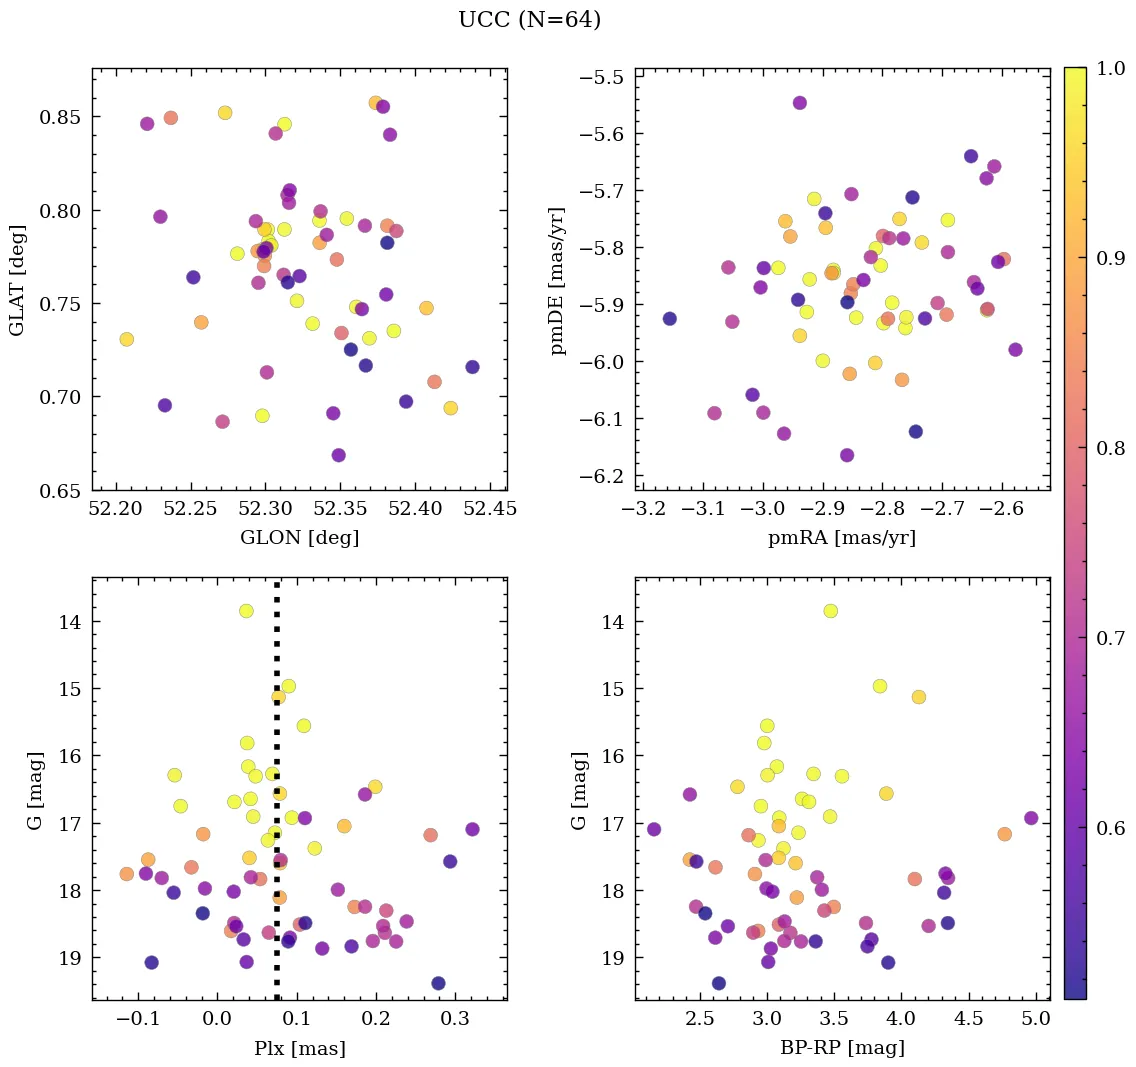 UCC (N=64)
0.85
0.80
0.75
0.70
0.65
GLAT [deg]
52.20 52.25 52.30 52.35 52.40 52.45
GLON [deg]
−5.5
−5.6
−5.7
−5.8
−5.9
−6.0
−6.1
−6.2
pmDE [mas/yr]
−3.2 −3.1 −3.0 −2.9 −2.8 −2.7 −2.6
pmRA [mas/yr]
1.0
0.9
0.8
0.7
0.6
14
15
16
17
18
19
G [mag]
−0.1 0.0 0.1 0.2 0.3
Plx [mas]
14
15
16
17
18
19
G [mag]
2.5 3.0 3.5 4.0 4.5 5.0
BP-RP [mag]